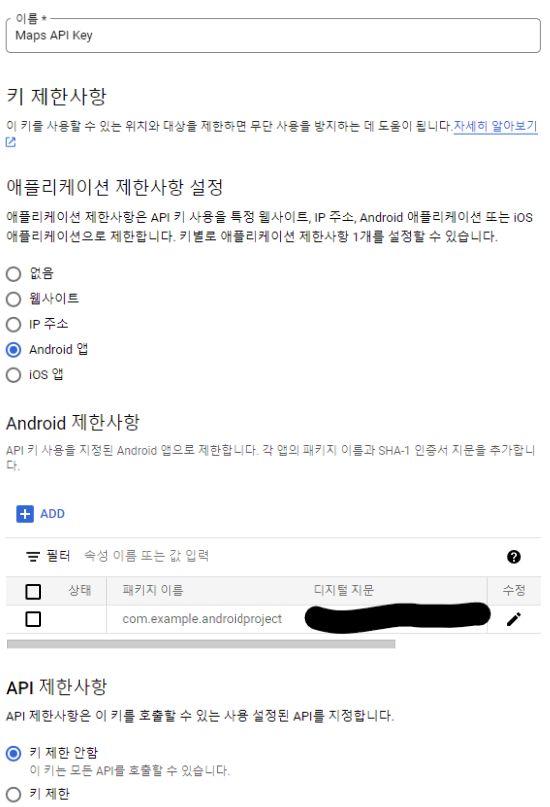 이름 *
Maps API Key
키 제한사항
이 키를 사용할 수 있는 위치와 대상을 제한하면 무단 사용을 방지하는 데 도움이 됩니다.자세히 알아보기
애플리케이션 제한사항 설정
애플리케이션 제한사항은 API 키 사용을 특정 웹사이트, IP 주소, Android 애플리케이션 또는 iOS
애플리케이션으로 제한합니다. 키별로 애플리케이션 제한사항 1개를 설정할 수 있습니다.
없음
웹사이트
IP 주소
Android 앱
iOS 앱
Android 제한사항
API 키 사용을 지정된 Android 앱으로 제한합니다. 각 앱의 패키지 이름과 SHA-1 인증서 지문을 추가합니
다.
ADD
필터 속성 이름 또는 값 입력
상태 패키지 이름 디지털 지문 수정
com.example.androidproject
API 제한사항
API 제한사항은 이 키를 호출할 수 있는 사용 설정된 API를 지정합니다.
키 제한 안함
이 키는 모든 API를 호출할 수 있습니다.
키 제한